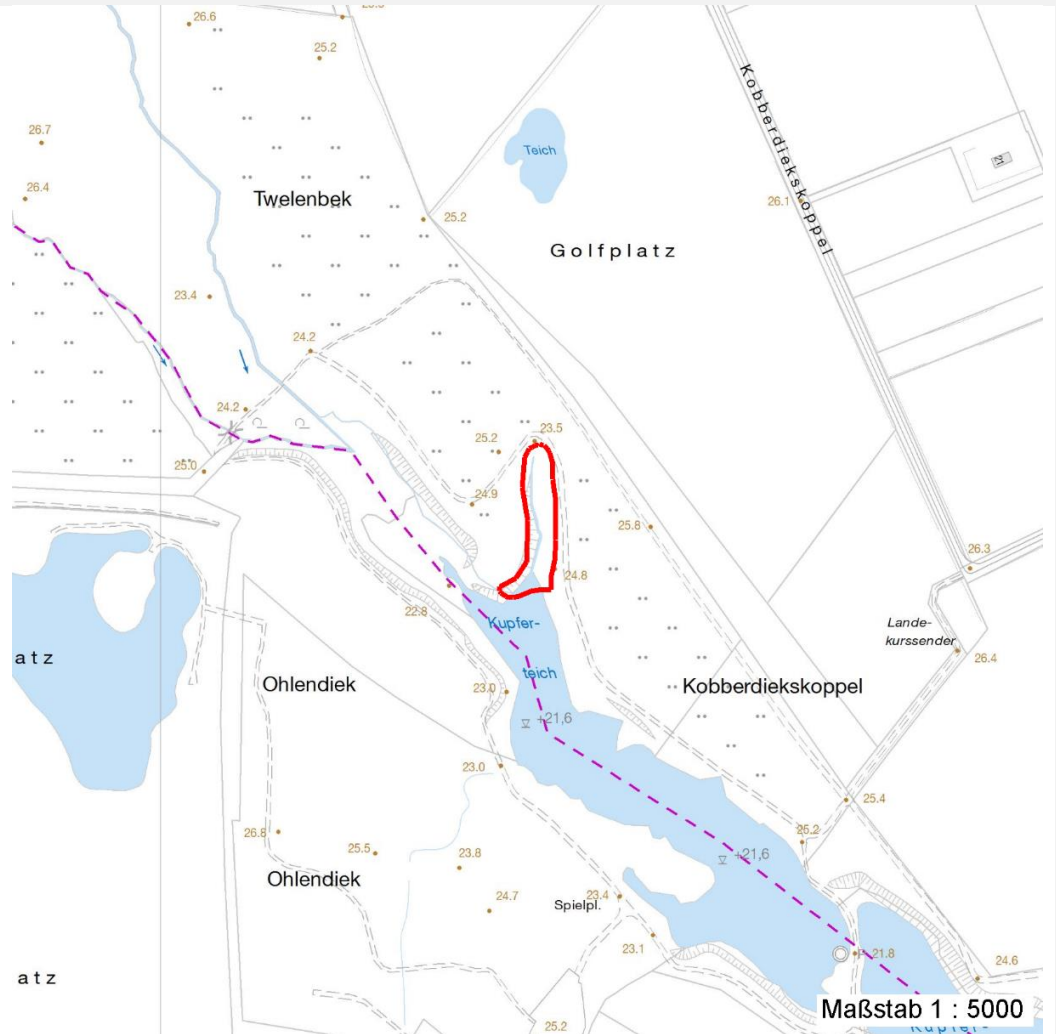 26.6
25.2
26.7
26.4
Twelenbek
25.2
Teich
Golfplatz
Kobberdiekskoppel
21
26.1
23.4
24.2
24.2
25.0
25.2
23.5
24.9
25.8
24.8
26.3
22.8
Kupfer-
teich
Lande-
kurssender
26.4
atz
Ohlendiek
23.0
+21,6
Kobberdiekskoppel
23.0
25.4
26.8
25.5
23.8
25.2
+21,6
Ohlendiek
24.7
Spielpl.
23.4
23.1
21.8
24.6
atz
25.2
Maßstab 1 : 5000